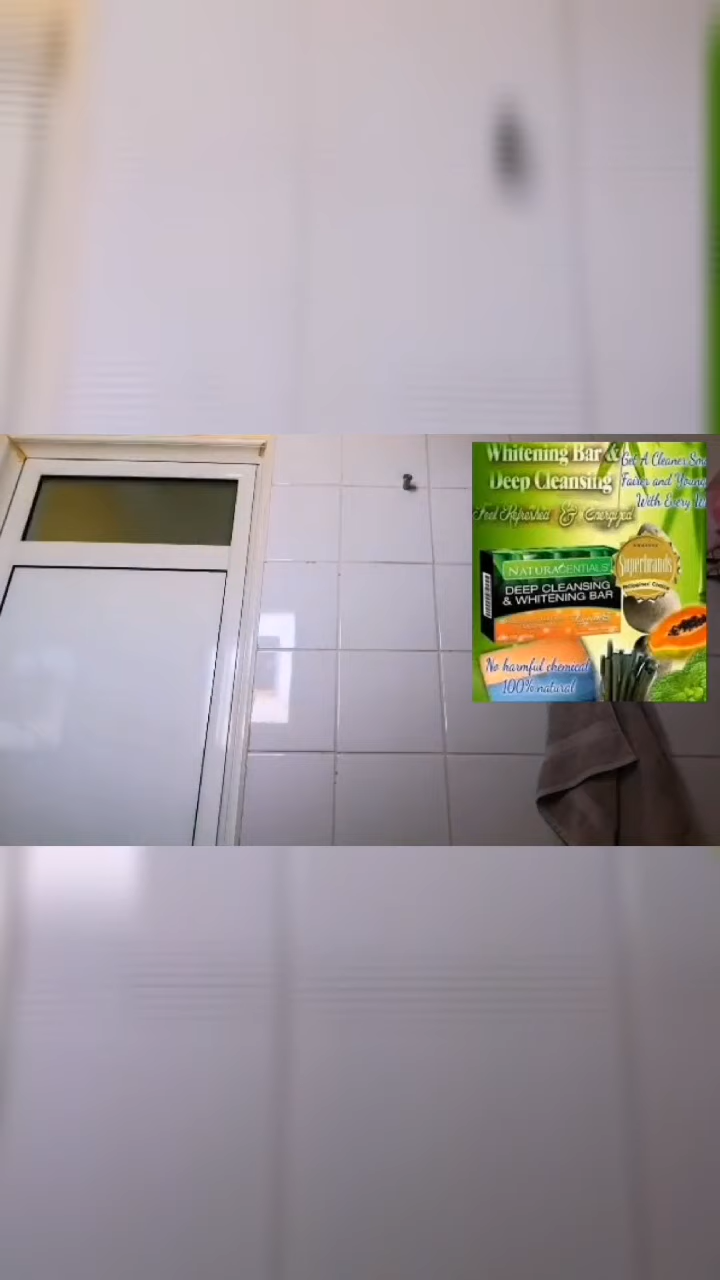 Whitening Bar &
Deep Cleansing
Get A Cleaner
Fairer and Young
With Every
Feel Refreshed & Energized
NATURACENTIALS
DEEP CLEANSING
& WHITENING BAR
Superbrands
No harmful chemical
100% natural